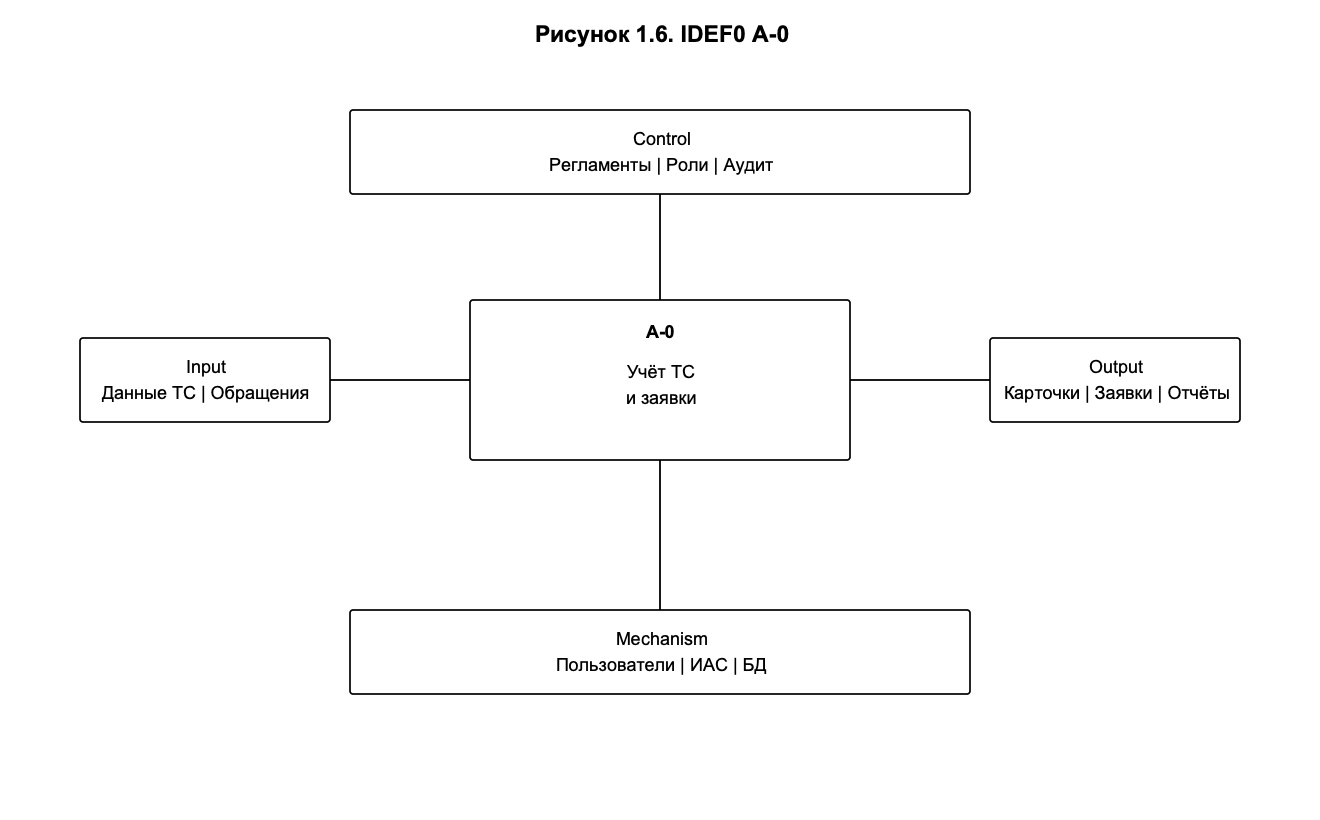 Рисунок 1.6. IDEF0 A-0
Control
Регламенты | Роли | Аудит
A-0
Учёт ТС
и заявки
Input
Данные ТС | Обращения
Output
Карточки | Заявки | Отчёты
Mechanism
Пользователи | ИАС | БД